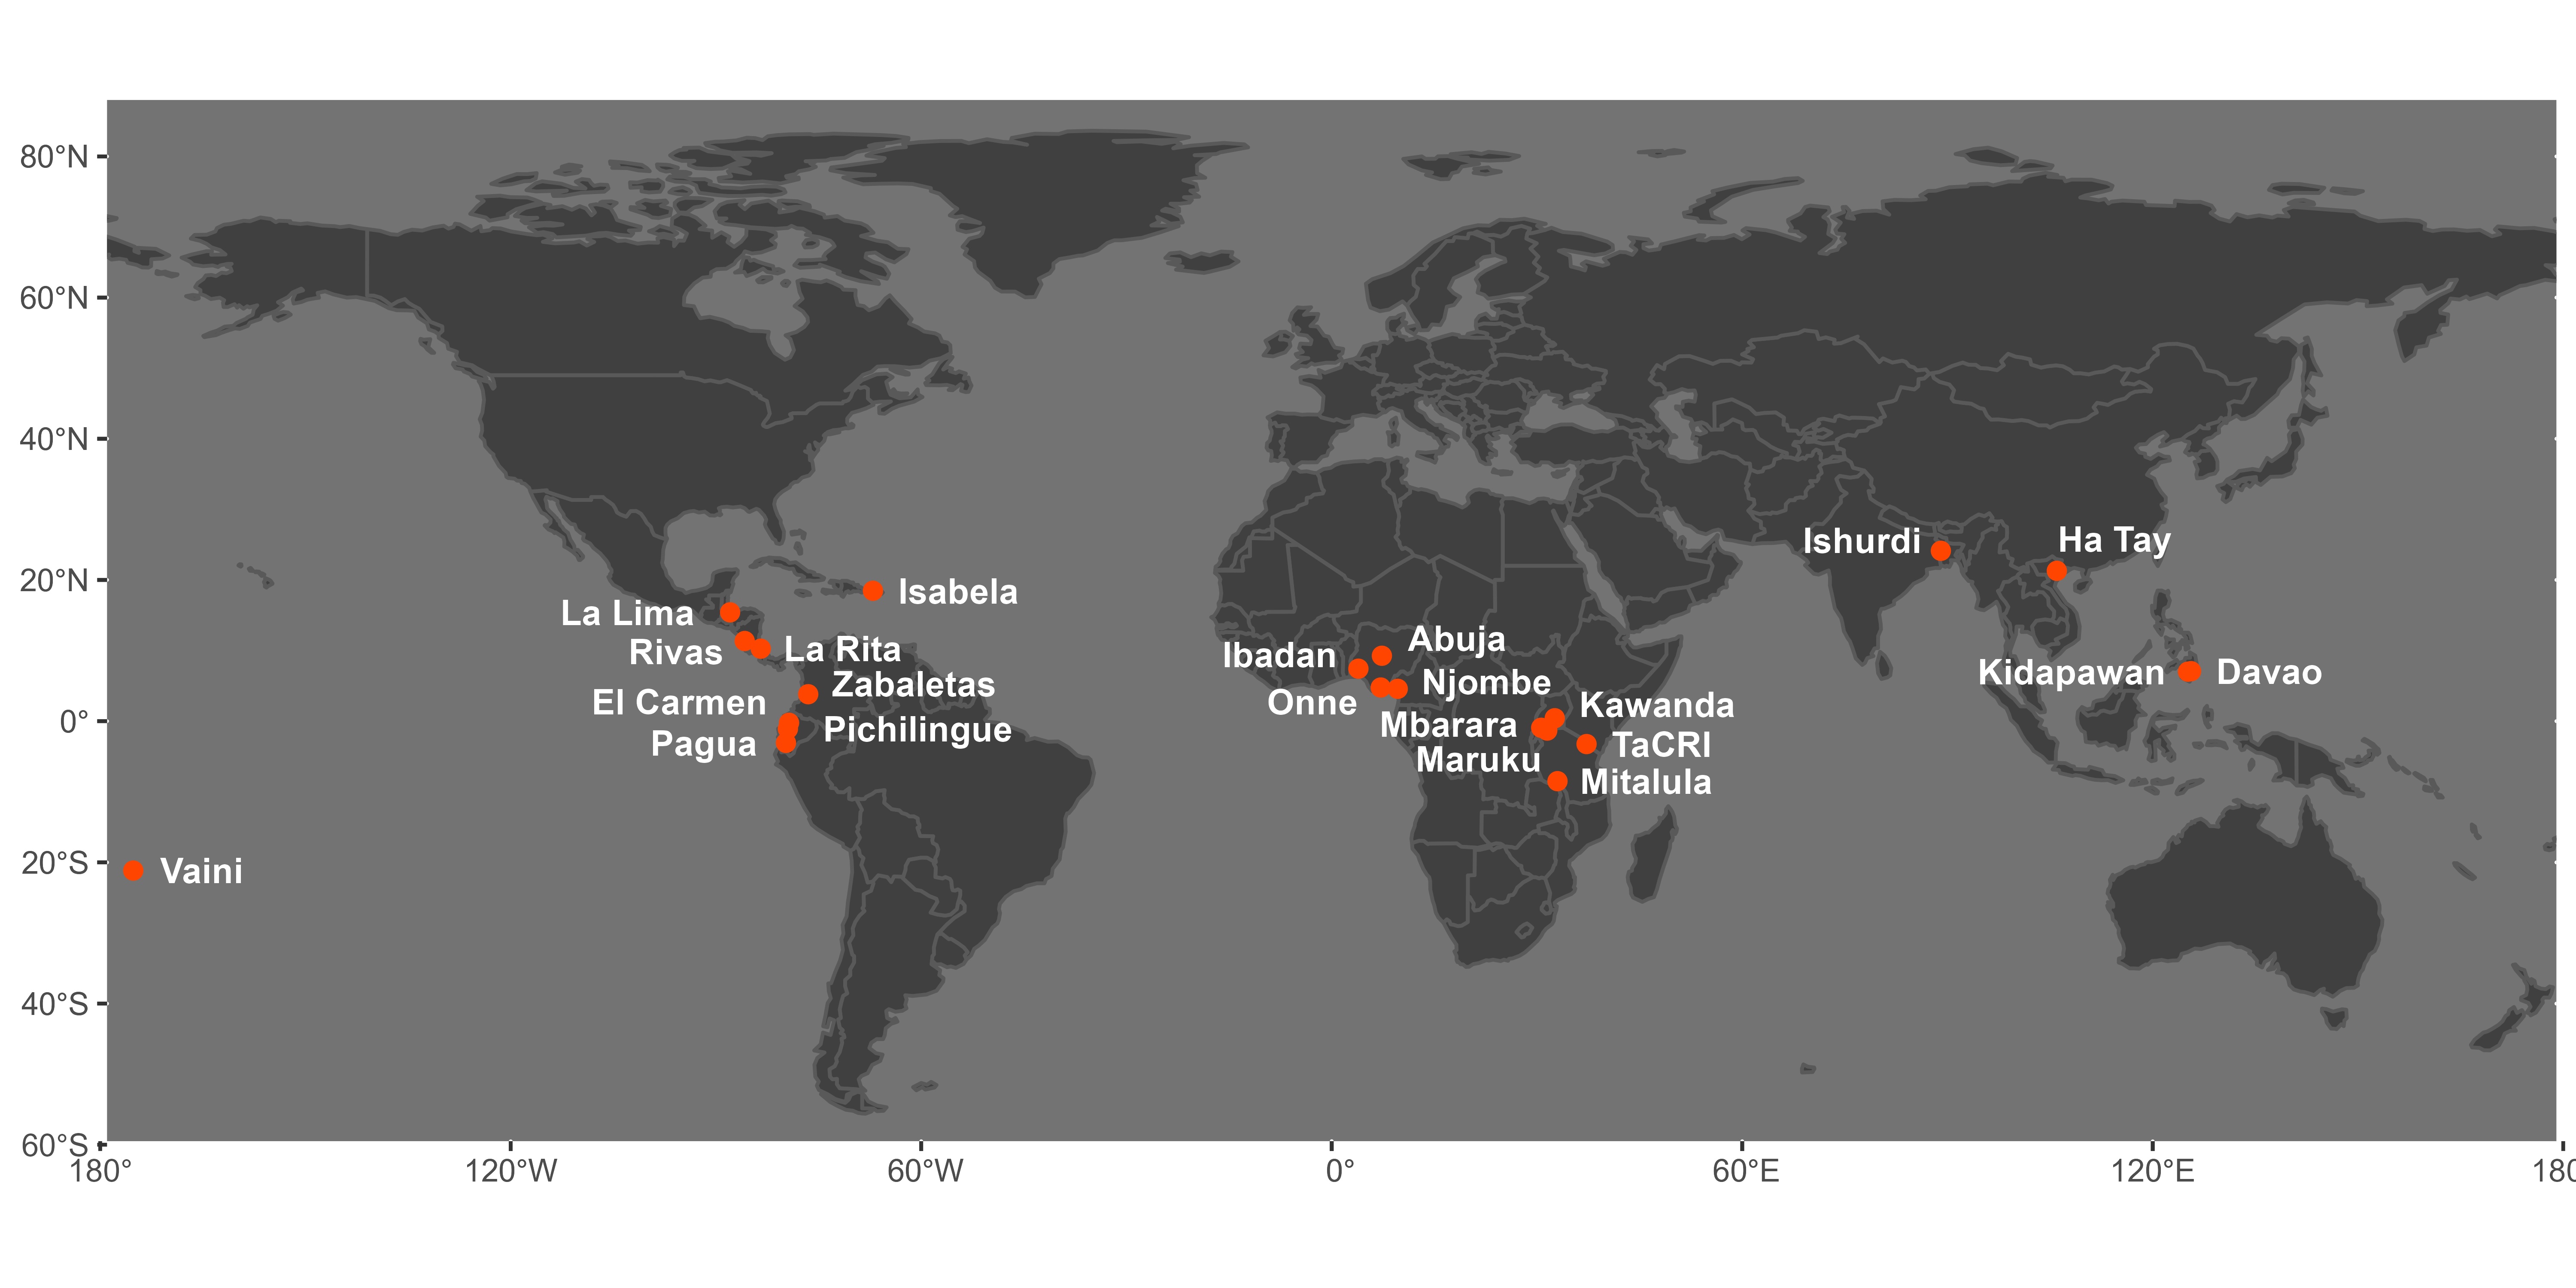 80°N
60°N
40°N
20°N
0°
20°S
40°S
60°S
Ishurdi
Ha Tay
Isabela
La Lima
Rivas
La Rita
Abuja
Ibadan
Zabaletas
Njombe
Kidapawan
Davao
El Carmen
Onne
Kawanda
Pichilingue
Mbarara
Pagua
TaCRI
Maruku
Mitalula
Vaini
180°
120°W
60°W
0°
60°E
120°E
180